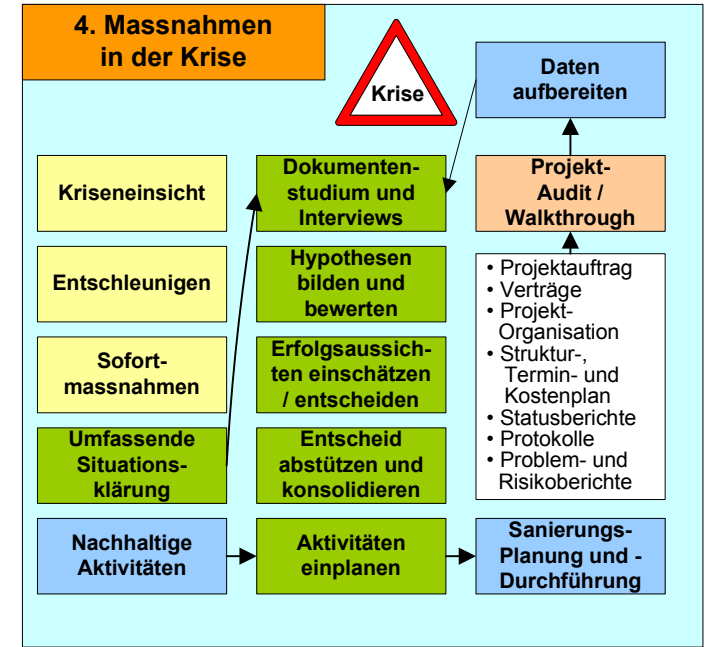 4. Massnahmen
in der Krise
Krise
Daten
aufbereiten
Kriseneinsicht
Dokumenten-
studium und
Interviews
Projekt-
Audit /
Walkthrough
Entschleunigen
Hypothesen
bilden und
bewerten
• Projektauftrag
• Verträge
• Projekt-
Organisation
• Struktur-,
Termin- und
Kostenplan
• Statusberichte
• Protokolle
• Problem- und
Risikoberichte
Sofort-
massnahmen
Erfolgsaussich-
ten einschätzen
/ entscheiden
Umfassende
Situations-
klärung
Entscheid
abstützen und
konsolidieren
Nachhaltige
Aktivitäten
Aktivitäten
einplanen
Sanierungs-
Planung und -
Durchführung